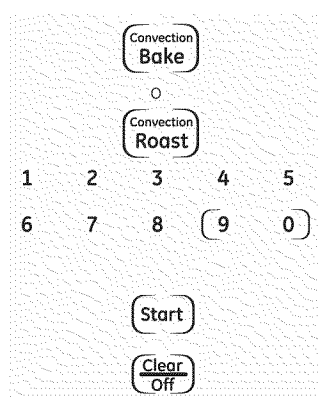 Convection
Bake
o
Convection
Roast
1 2 3 4 5
6 7 8 9 0
Start
Clear
Off